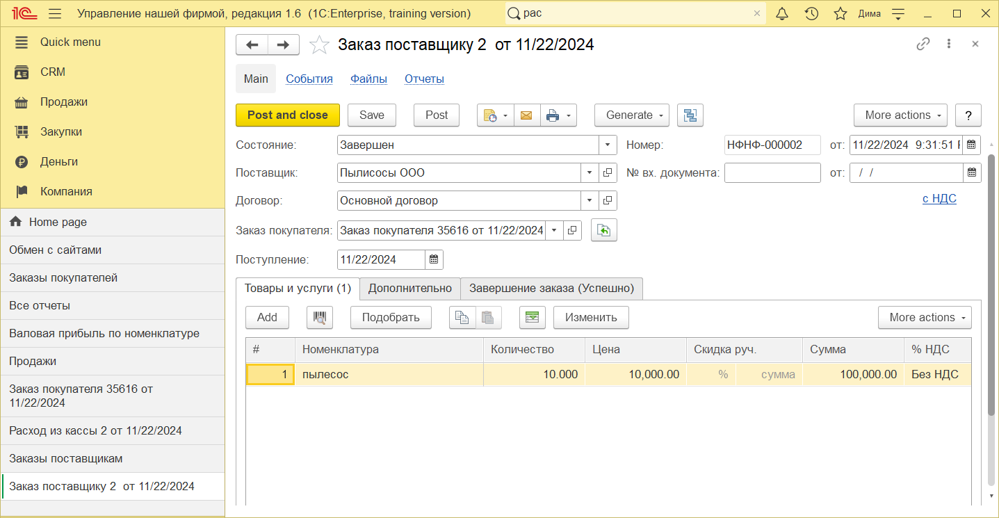 1С Управление нашей фирмой, редакция 1.6 (1C:Enterprise, training version) рас Дима
Quick menu
CRM
Продажи
Закупки
Деньги
Компания
Home page
Обмен с сайтами
Заказы покупателей
Все отчеты
Валовая прибыль по номенклатуре
Продажи
Заказ покупателя 35616 от
11/22/2024
Расход из кассы 2 от 11/22/2024
Заказы поставщикам
Заказ поставщику 2 от 11/22/2024
Заказ поставщику 2 от 11/22/2024
Main События Файлы Отчеты
Post and close Save Post Generate More actions ?
Состояние: Завершен Номер: НФНФ-000002 от: 11/22/2024 9:31:51
Поставщик: Пылисосы ООО № вх. документа: от: / /
Договор: Основной договор с НДС
Заказ покупателя: Заказ покупателя 35616 от 11/22/2024
Поступление: 11/22/2024
Товары и услуги (1) Дополнительно Завершение заказа (Успешно)
Add Подобрать Изменить More actions
# Номенклатура Количество Цена Скидка руч. Сумма % НДС
1 пылесос 10.000 10,000.00 % сумма 100,000.00 Без НДС